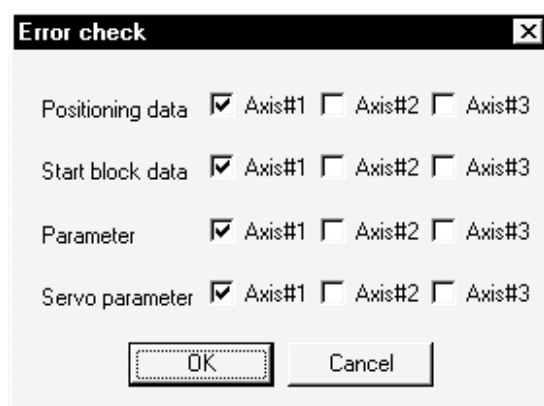 Error check
Positioning data Axis#1 Axis#2 Axis#3
Start block data Axis#1 Axis#2 Axis#3
Parameter Axis#1 Axis#2 Axis#3
Servo parameter Axis#1 Axis#2 Axis#3
OK Cancel